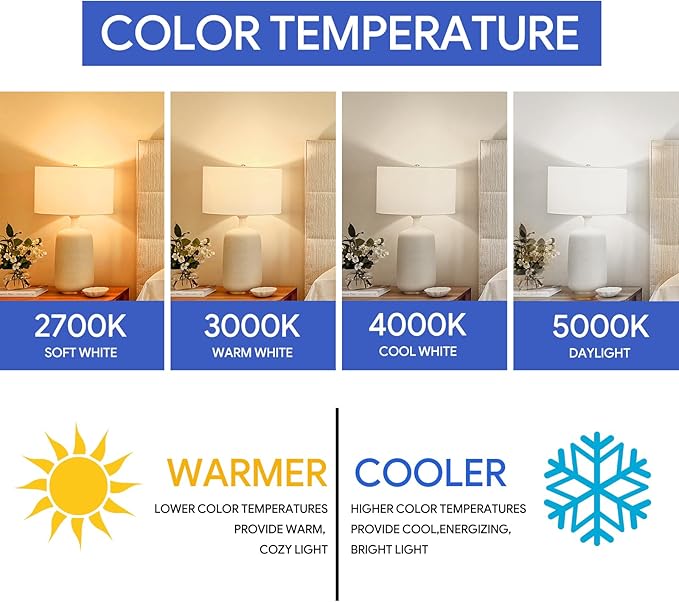 COLOR TEMPERATURE
2700K
SOFT WHITE
3000K
WARM WHITE
4000K
COOL WHITE
5000K
DAYLIGHT
WARMER
LOWER COLOR TEMPERATURES
PROVIDE WARM,
COZY LIGHT
COOLER
HIGHER COLOR TEMPERATURES
PROVIDE COOL,ENERGIZING,
BRIGHT LIGHT